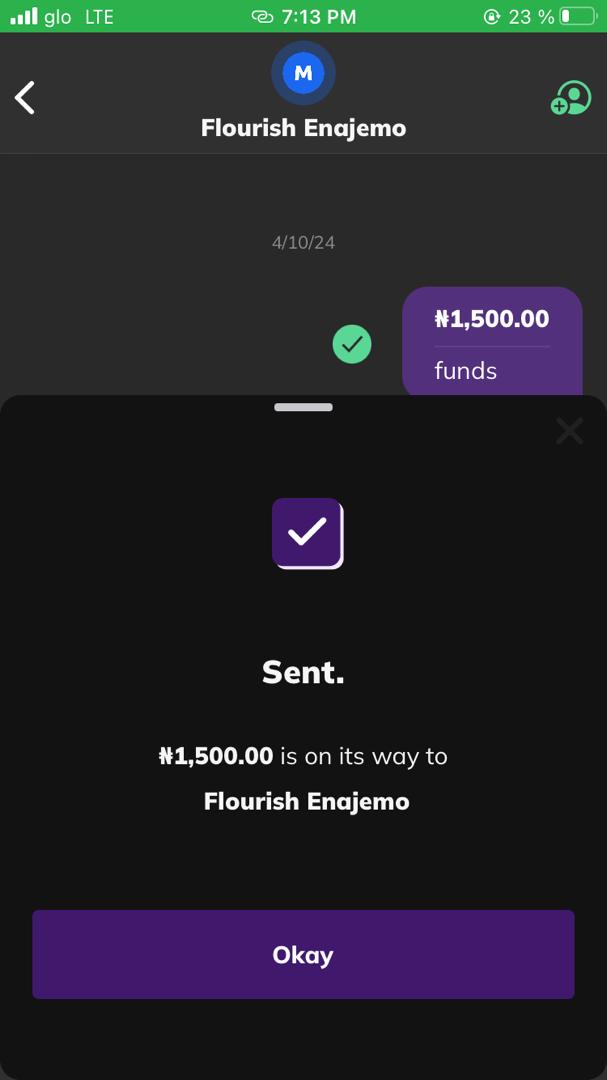 glo LTE 7:13 PM 23 %
M
Flourish Enajemo
4/10/24
₦1,500.00
funds
Sent.
₦1,500.00 is on its way to
Flourish Enajemo
Okay